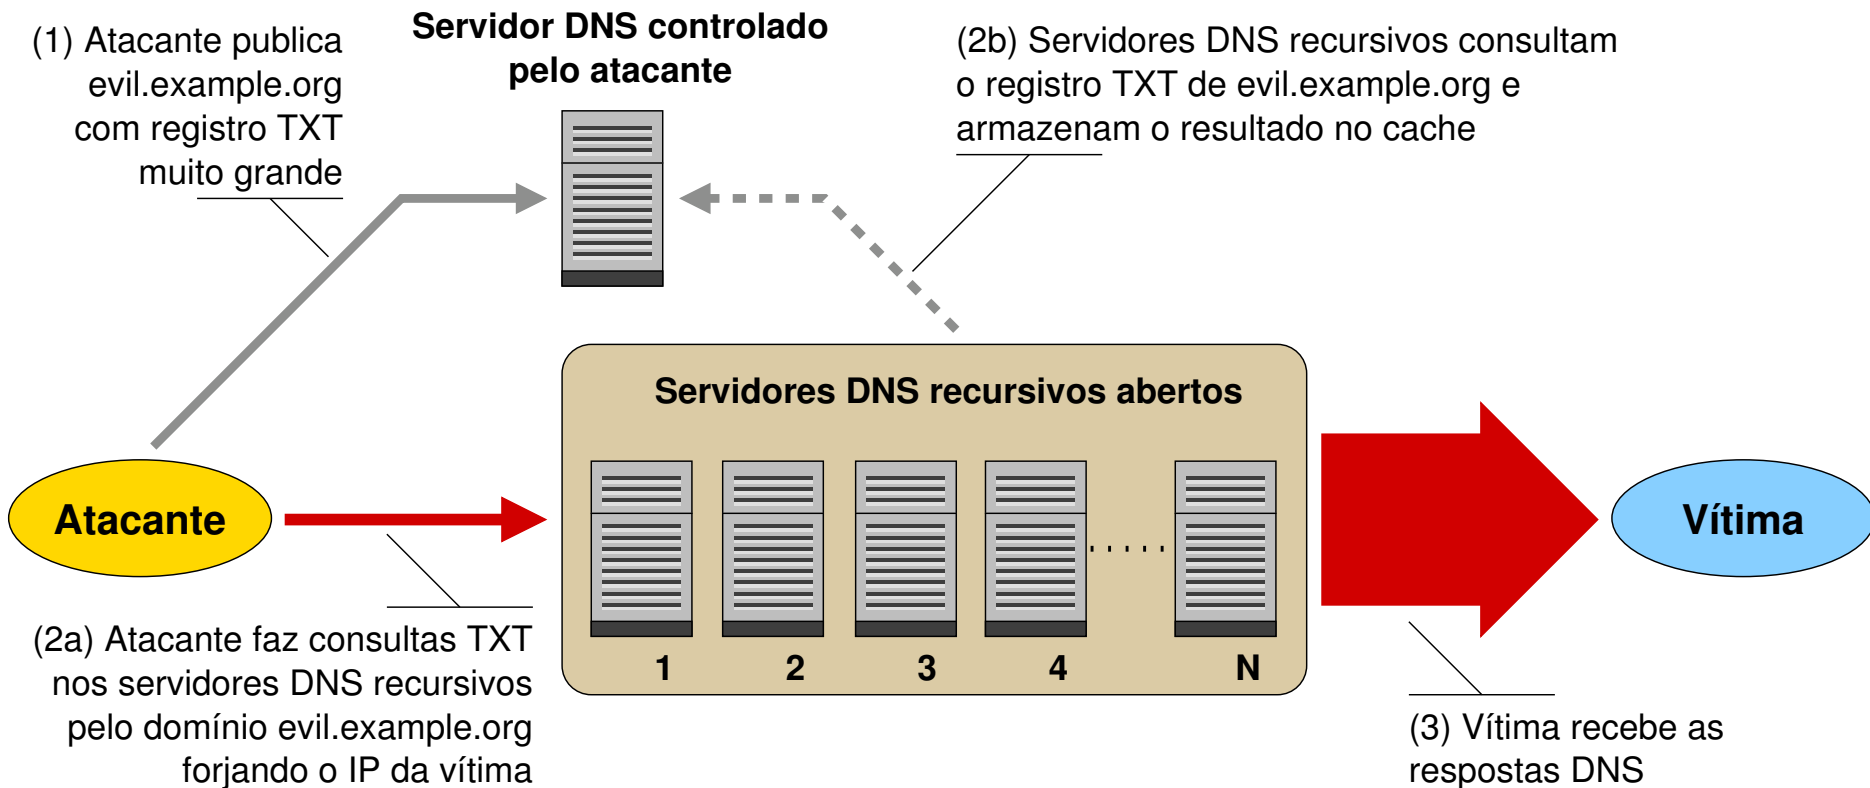 (1) Atacante publica
evil.example.org
com registro TXT
muito grande
Servidor DNS controlado
pelo atacante
(2b) Servidores DNS recursivos consultam
o registro TXT de evil.example.org e
armazenam o resultado no cache
Servidores DNS recursivos abertos
Atacante
Vítima
1 2 3 4 ...... N
(2a) Atacante faz consultas TXT
nos servidores DNS recursivos
pelo domínio evil.example.org
forjando o IP da vítima
(3) Vítima recebe as
respostas DNS